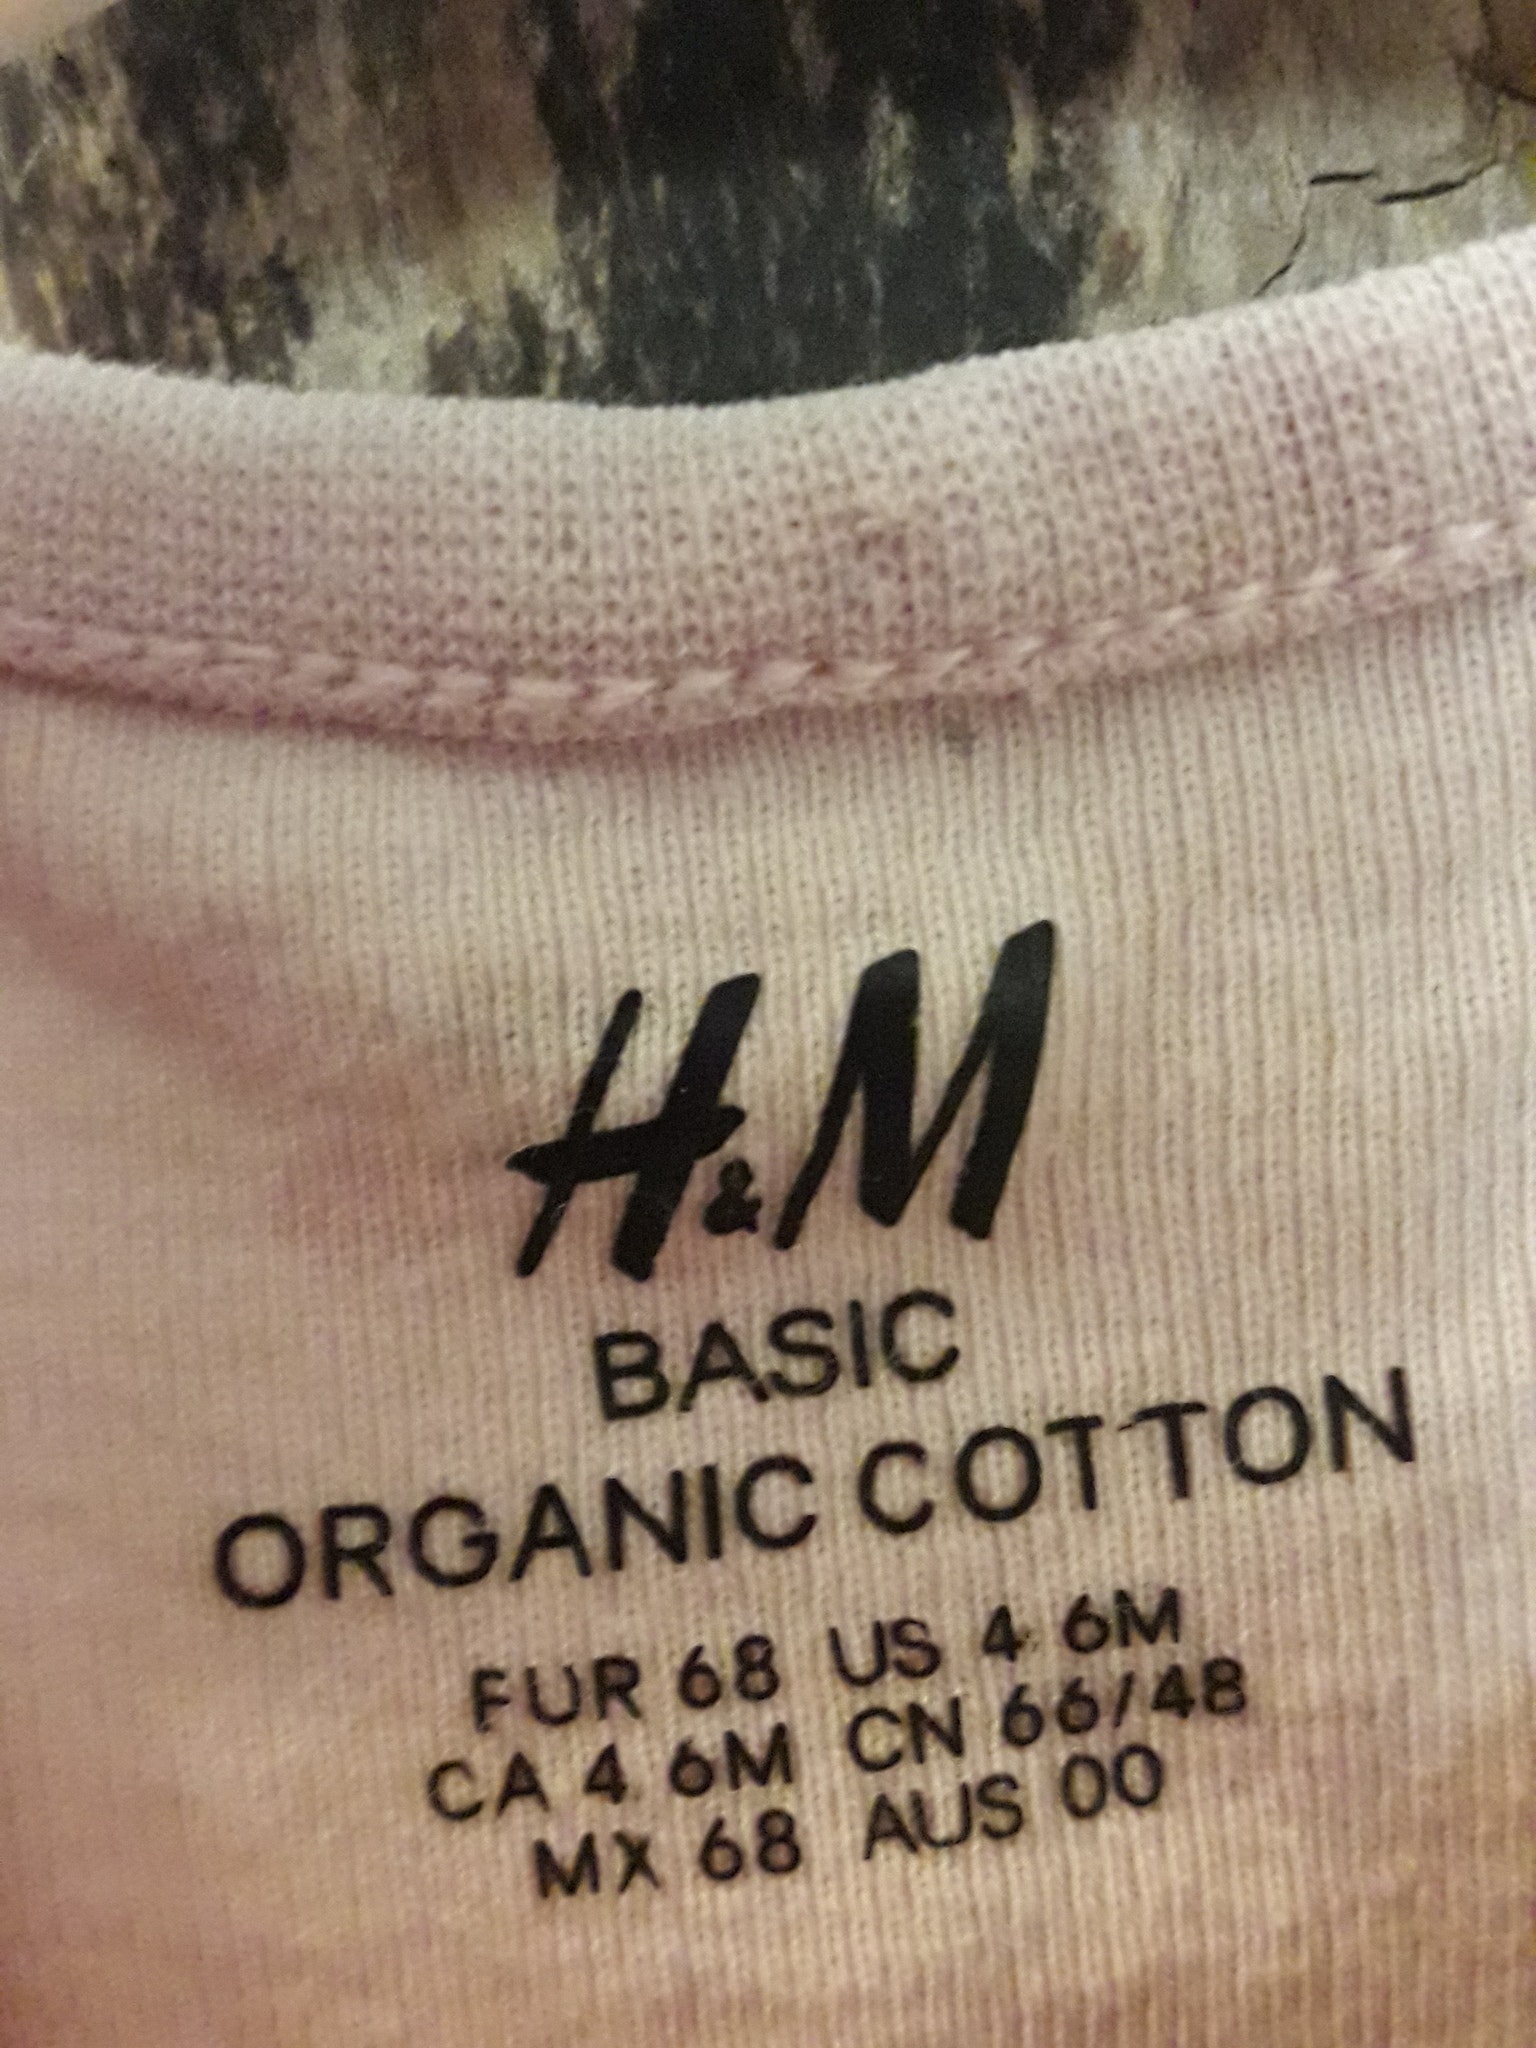 H&M
BASIC
ORGANIC COTTON
EUR 68 US 4 6M
CA 4 6M CN 66/48
MX 68 AUS 00